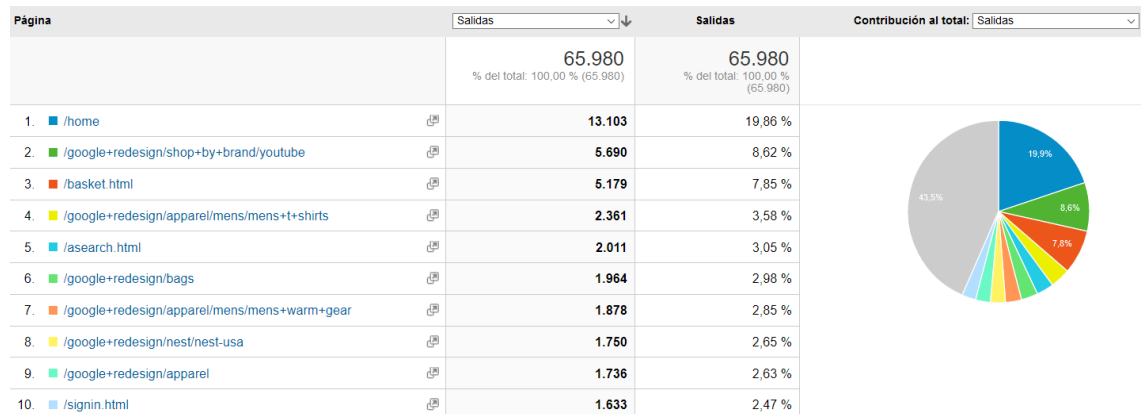 Página Salidas Salidas Contribución al total: Salidas
65.980 65.980
% del total: 100,00 % (65.980) % del total: 100,00 %
(65.980)
1. /home 13.103 19,86 %
2. /google+redesign/shop+by+brand/youtube 5.690 8,62 %
3. /basket.html 5.179 7,85 %
4. /google+redesign/apparel/mens/mens+t+shirts 2.361 3,58 %
5. /asearch.html 2.011 3,05 %
6. /google+redesign/bags 1.964 2,98 %
7. /google+redesign/apparel/mens/mens+warm+gear 1.878 2,85 %
8. /google+redesign/nest/nest-usa 1.750 2,65 %
9. /google+redesign/apparel 1.736 2,63 %
10. /signin.html 1.633 2,47 %
19,9%
43,5%
8,6%
7,8%